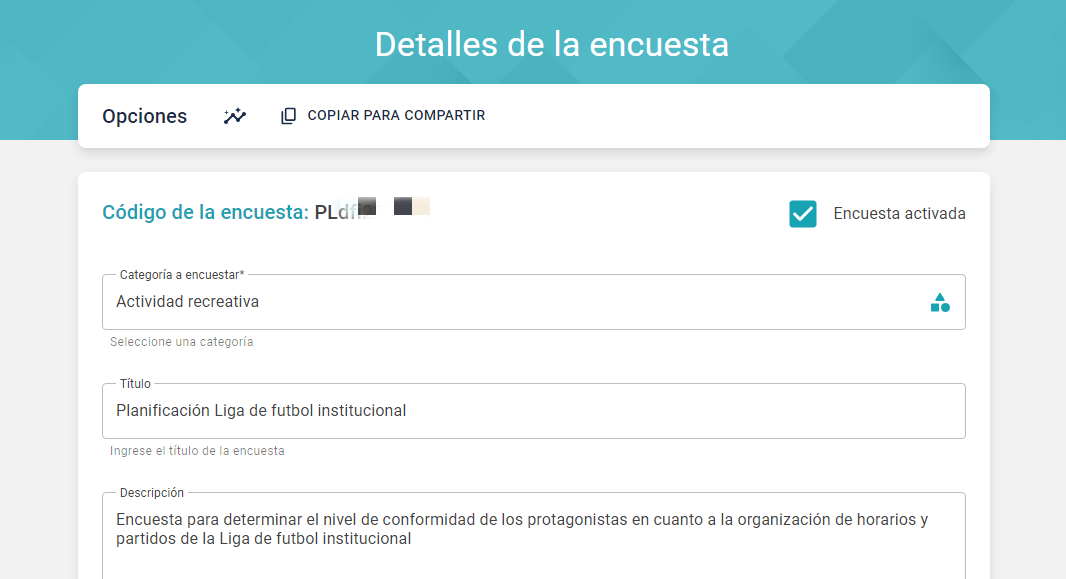 Detalles de la encuesta
Opciones
COPIAR PARA COMPARTIR
Código de la encuesta:
Encuesta activada
Categoría a encuestar*
Actividad recreativa
Seleccione una categoría
Título
Planificación Liga de futbol institucional
Ingrese el título de la encuesta
Descripción
Encuesta para determinar el nivel de conformidad de los protagonistas en cuanto a la organización de horarios y
partidos de la Liga de futbol institucional